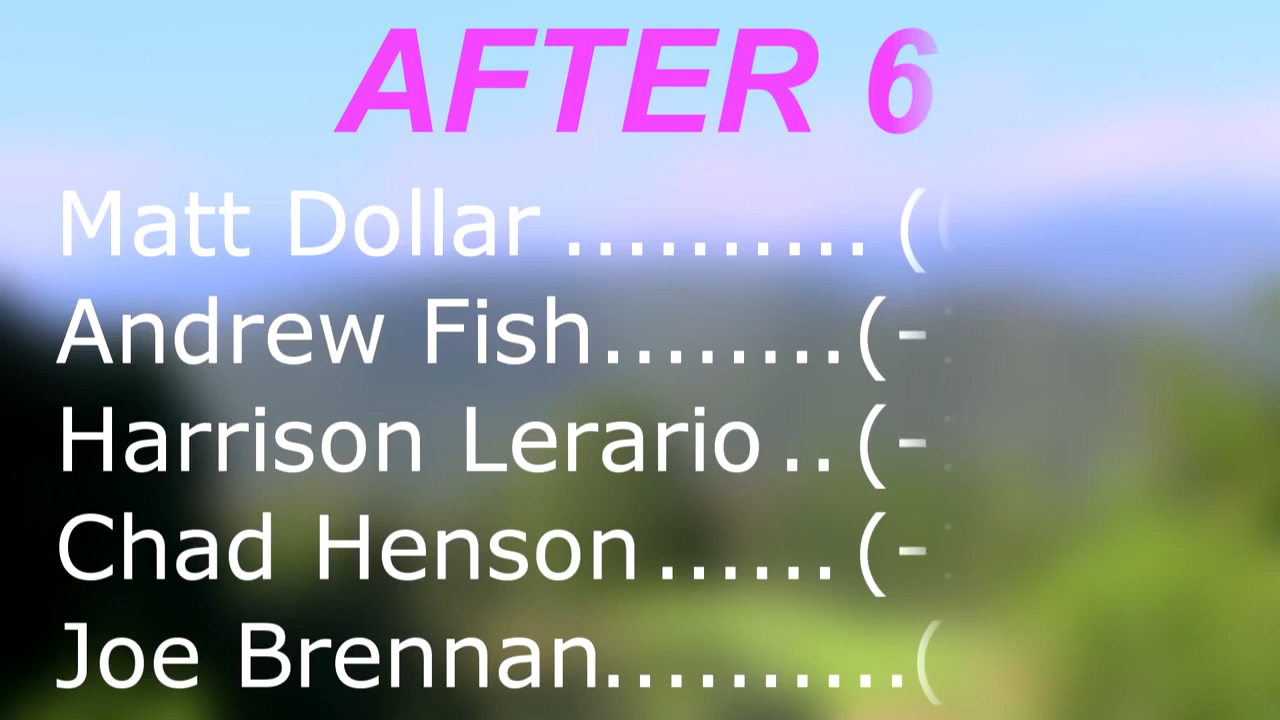 AFTER 6
Matt Dollar .......... (
Andrew Fish........(-
Harrison Lerario .. (-
Chad Henson ...... (-
Joe Brennan..........(